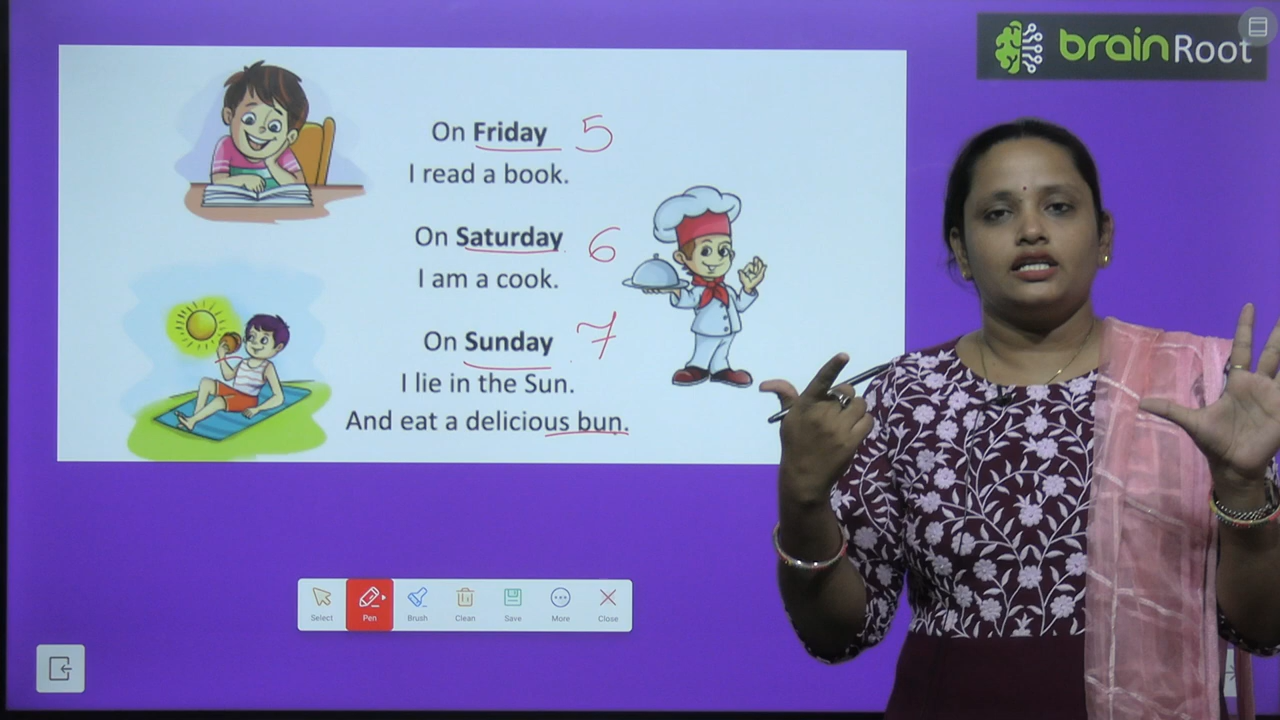 brainRoot
On Friday 5
I read a book.
On Saturday 6
I am a cook.
On Sunday 7
I lie in the Sun.
And eat a delicious bun.
Select Pen Brush Clean Save More Close